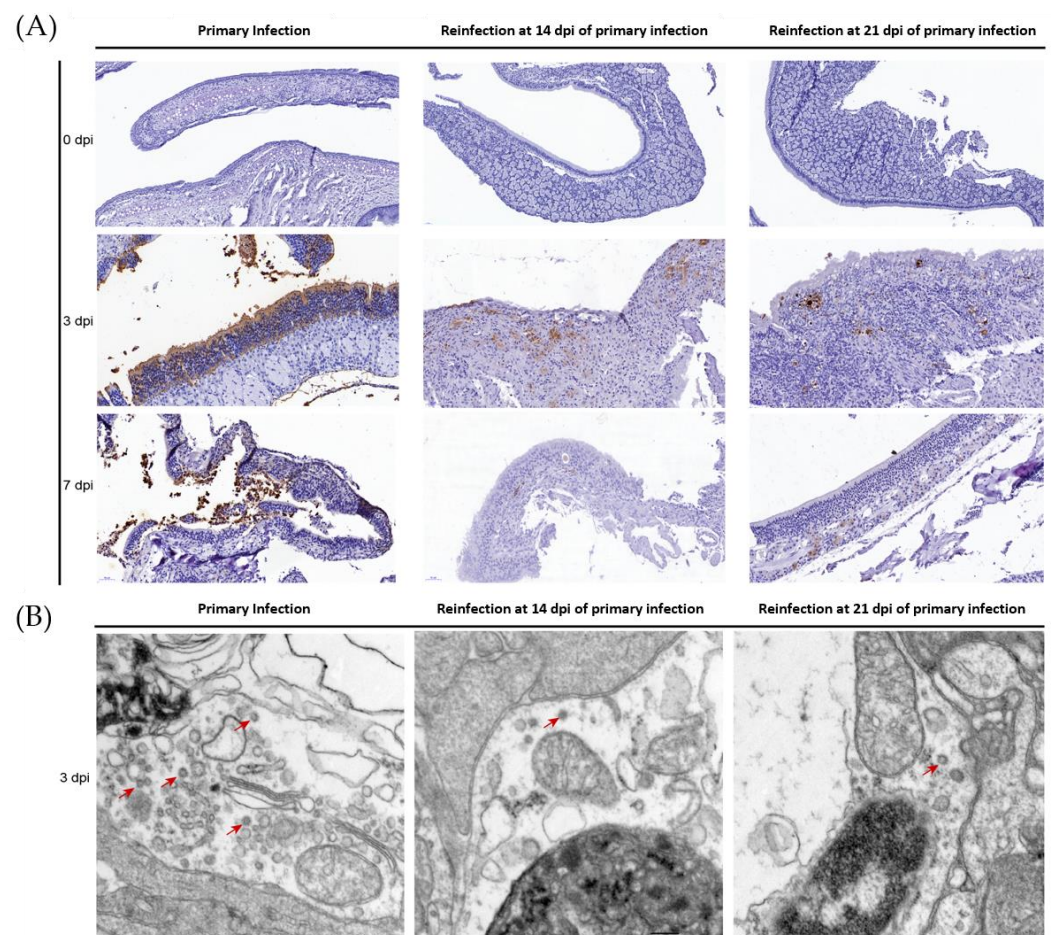 (A)
Primary Infection
Reinfection at 14 dpi of primary infection
Reinfection at 21 dpi of primary infection
0 dpi
3 dpi
7 dpi
(B)
Primary Infection
Reinfection at 14 dpi of primary infection
Reinfection at 21 dpi of primary infection
3 dpi